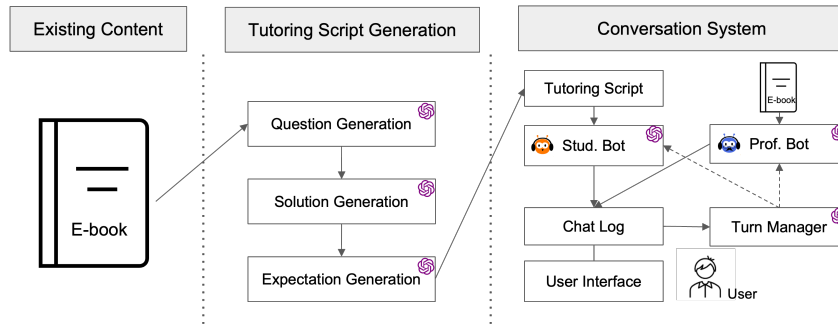 Existing Content
Tutoring Script Generation
Conversation System
E-book
Question Generation
Solution Generation
Expectation Generation
Tutoring Script
E-book
Stud. Bot
Prof. Bot
Chat Log
Turn Manager
User Interface
User